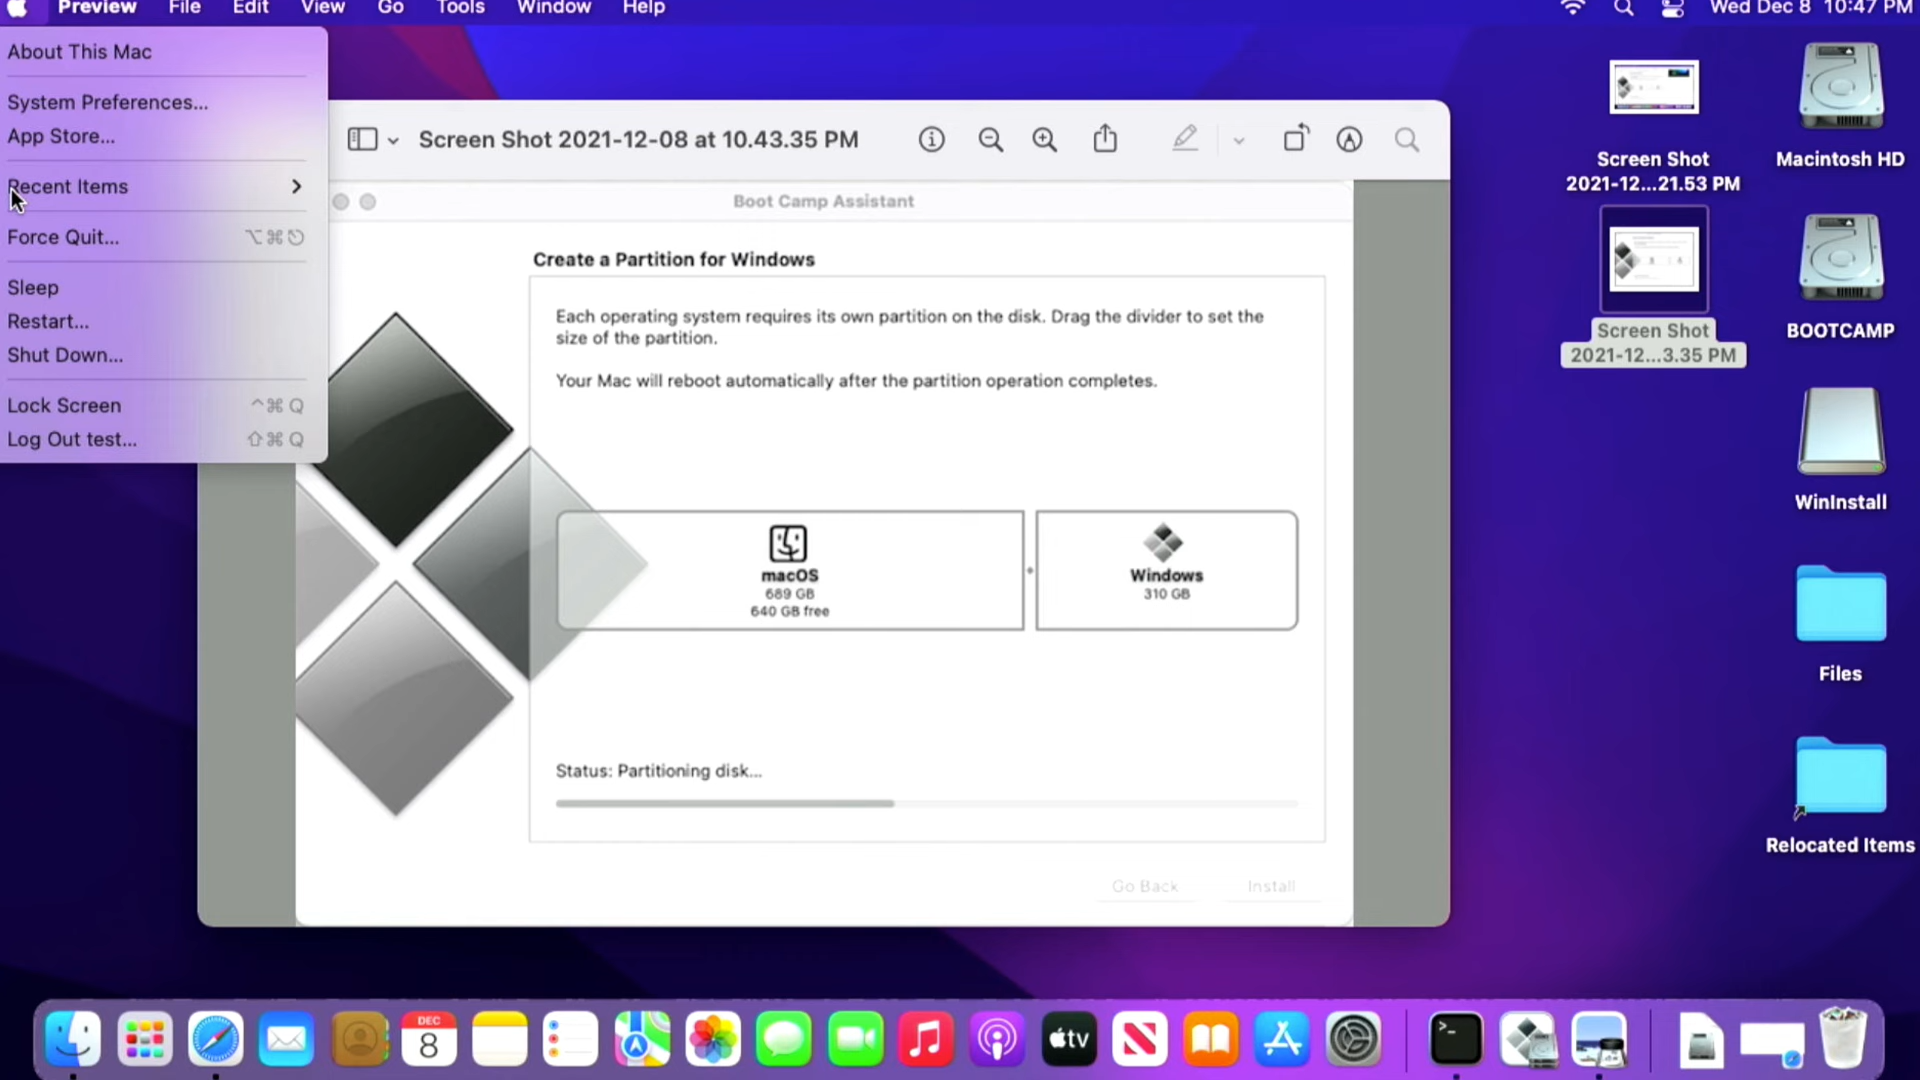 Preview File Edit View Go Tools Window Help
Wed Dec 8 10:47 PM
About This Mac
System Preferences...
App Store...
Recent Items
Force Quit... ⌥⌘⎋
Sleep
Restart...
Shut Down...
Lock Screen ^⌘Q
Log Out test... ⇧⌘Q
Screen Shot 2021-12-08 at 10.43.35 PM
Boot Camp Assistant
Create a Partition for Windows
Each operating system requires its own partition on the disk. Drag the divider to set the
size of the partition.
Your Mac will reboot automatically after the partition operation completes.
macOS
689 GB
640 GB free
Windows
310 GB
Status: Partitioning disk...
Go Back Install
Screen Shot
2021-12...21.53 PM
Screen Shot
2021-12...3.35 PM
Macintosh HD
BOOTCAMP
WinInstall
Files
Relocated Items
DEC
8
tv
>_